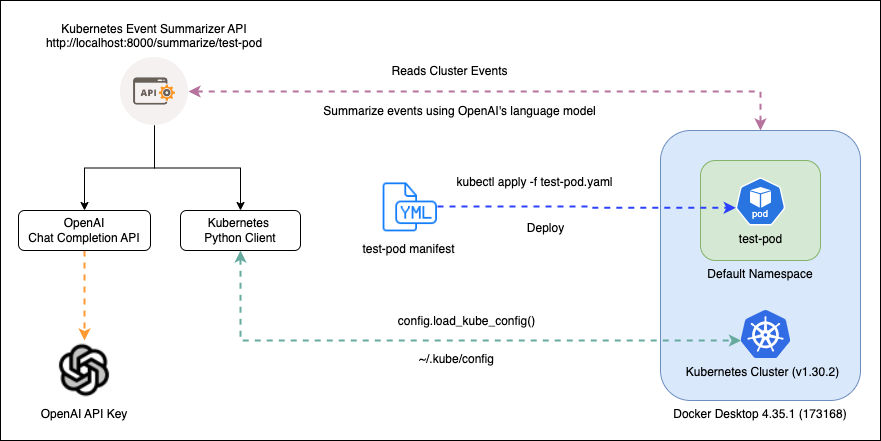 Kubernetes Event Summarizer API
http://localhost:8000/summarize/test-pod
API
Reads Cluster Events
Summarize events using OpenAI's language model
OpenAI
Chat Completion API
Kubernetes
Python Client
YML
test-pod manifest
kubectl apply -f test-pod.yaml
Deploy
pod
test-pod
Default Namespace
config.load_kube_config()
~/.kube/config
Kubernetes Cluster (v1.30.2)
OpenAI API Key
Docker Desktop 4.35.1 (173168)